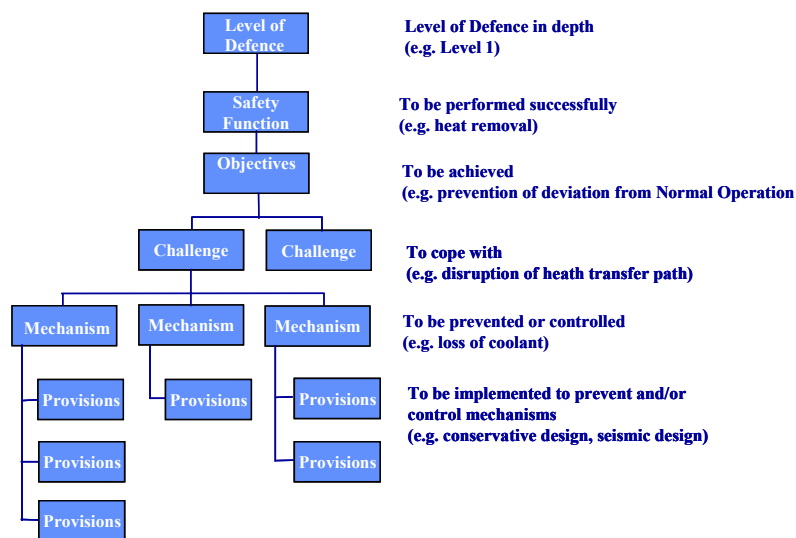 Level of
Defence
Level of Defence in depth
(e.g. Level 1)
Safety
Function
To be performed successfully
(e.g. heat removal)
Objectives
To be achieved
(e.g. prevention of deviation from Normal Operation
Challenge
Challenge
To cope with
(e.g. disruption of heath transfer path)
Mechanism
Mechanism
Mechanism
To be prevented or controlled
(e.g. loss of coolant)
Provisions
Provisions
Provisions
To be implemented to prevent and/or
control mechanisms
(e.g. conservative design, seismic design)
Provisions
Provisions
Provisions